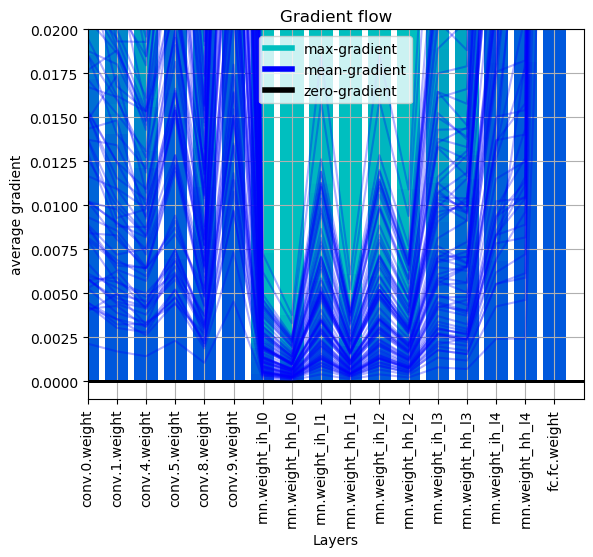 Gradient flow
max-gradient
mean-gradient
zero-gradient
average gradient
0.0200
0.0175
0.0150
0.0125
0.0100
0.0075
0.0050
0.0025
0.0000
conv.0.weight
conv.1.weight
conv.4.weight
conv.5.weight
conv.8.weight
conv.9.weight
rnn.weight_ih_l0
rnn.weight_hh_l0
rnn.weight_ih_l1
rnn.weight_hh_l1
rnn.weight_ih_l2
rnn.weight_hh_l2
rnn.weight_ih_l3
rnn.weight_hh_l3
rnn.weight_ih_l4
rnn.weight_hh_l4
fc.fc.weight
Layers